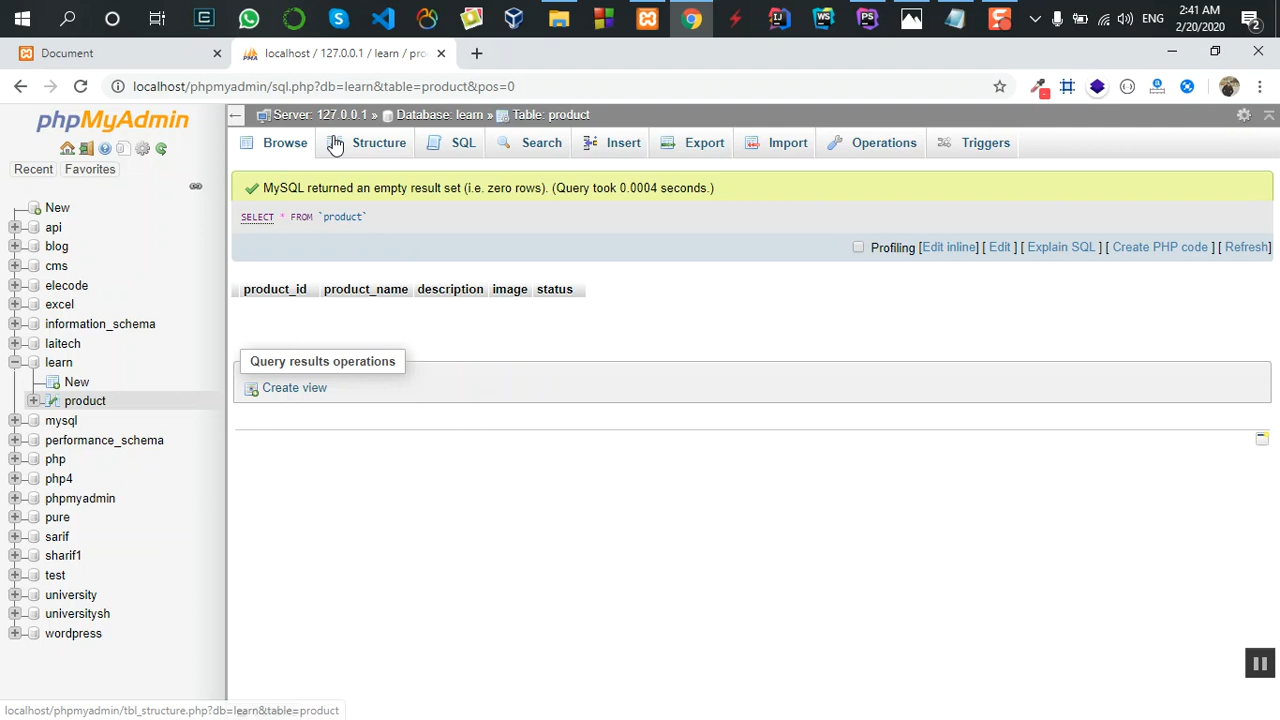 ENG
2:41 AM
2/20/2020
2
Document
localhost / 127.0.0.1 / learn / pro
localhost/phpmyadmin/sql.php?db=learn&table=product&pos=0
phpMyAdmin
Recent
Favorites
New
api
blog
cms
elecode
excel
information_schema
laitech
learn
New
product
mysql
performance_schema
php
php4
phpmyadmin
pure
sarif
sharif1
test
university
universitysh
wordpress
Server: 127.0.0.1 » Database: learn » Table: product
Browse Structure SQL Search Insert Export Import Operations Triggers
MySQL returned an empty result set (i.e. zero rows). (Query took 0.0004 seconds.)
SELECT * FROM `product`
Profiling [Edit inline] [ Edit ] [ Explain SQL ] [ Create PHP code ] [ Refresh]
product_id product_name description image status
Query results operations
Create view
localhost/phpmyadmin/tbl_structure.php?db=learn&table=product